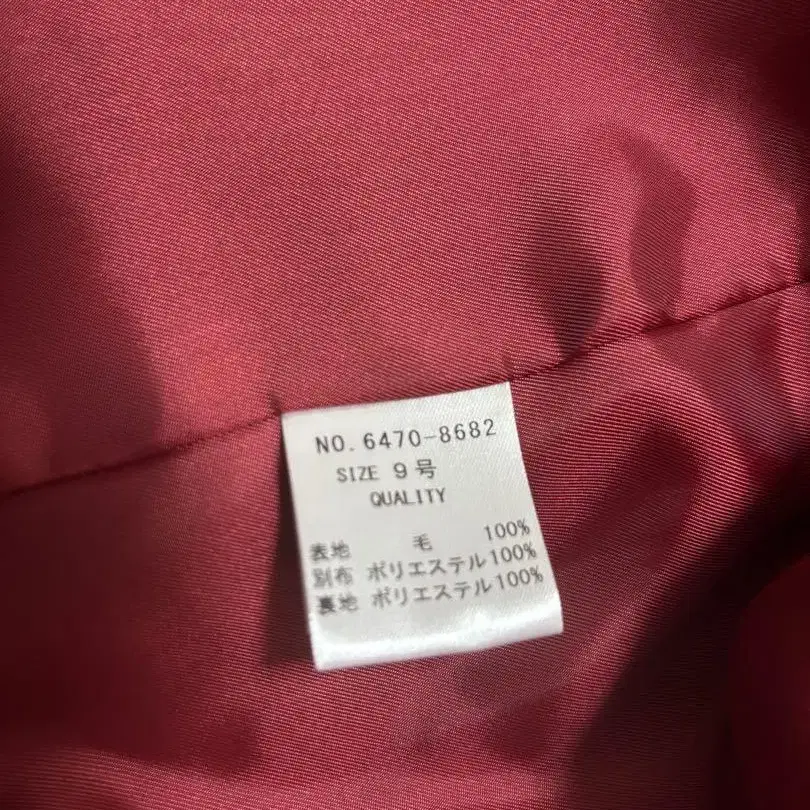 NO. 6470-8682
SIZE 9号
QUALITY
表地 毛 100%
別布 ポリエステル100%
裏地 ポリエステル100%